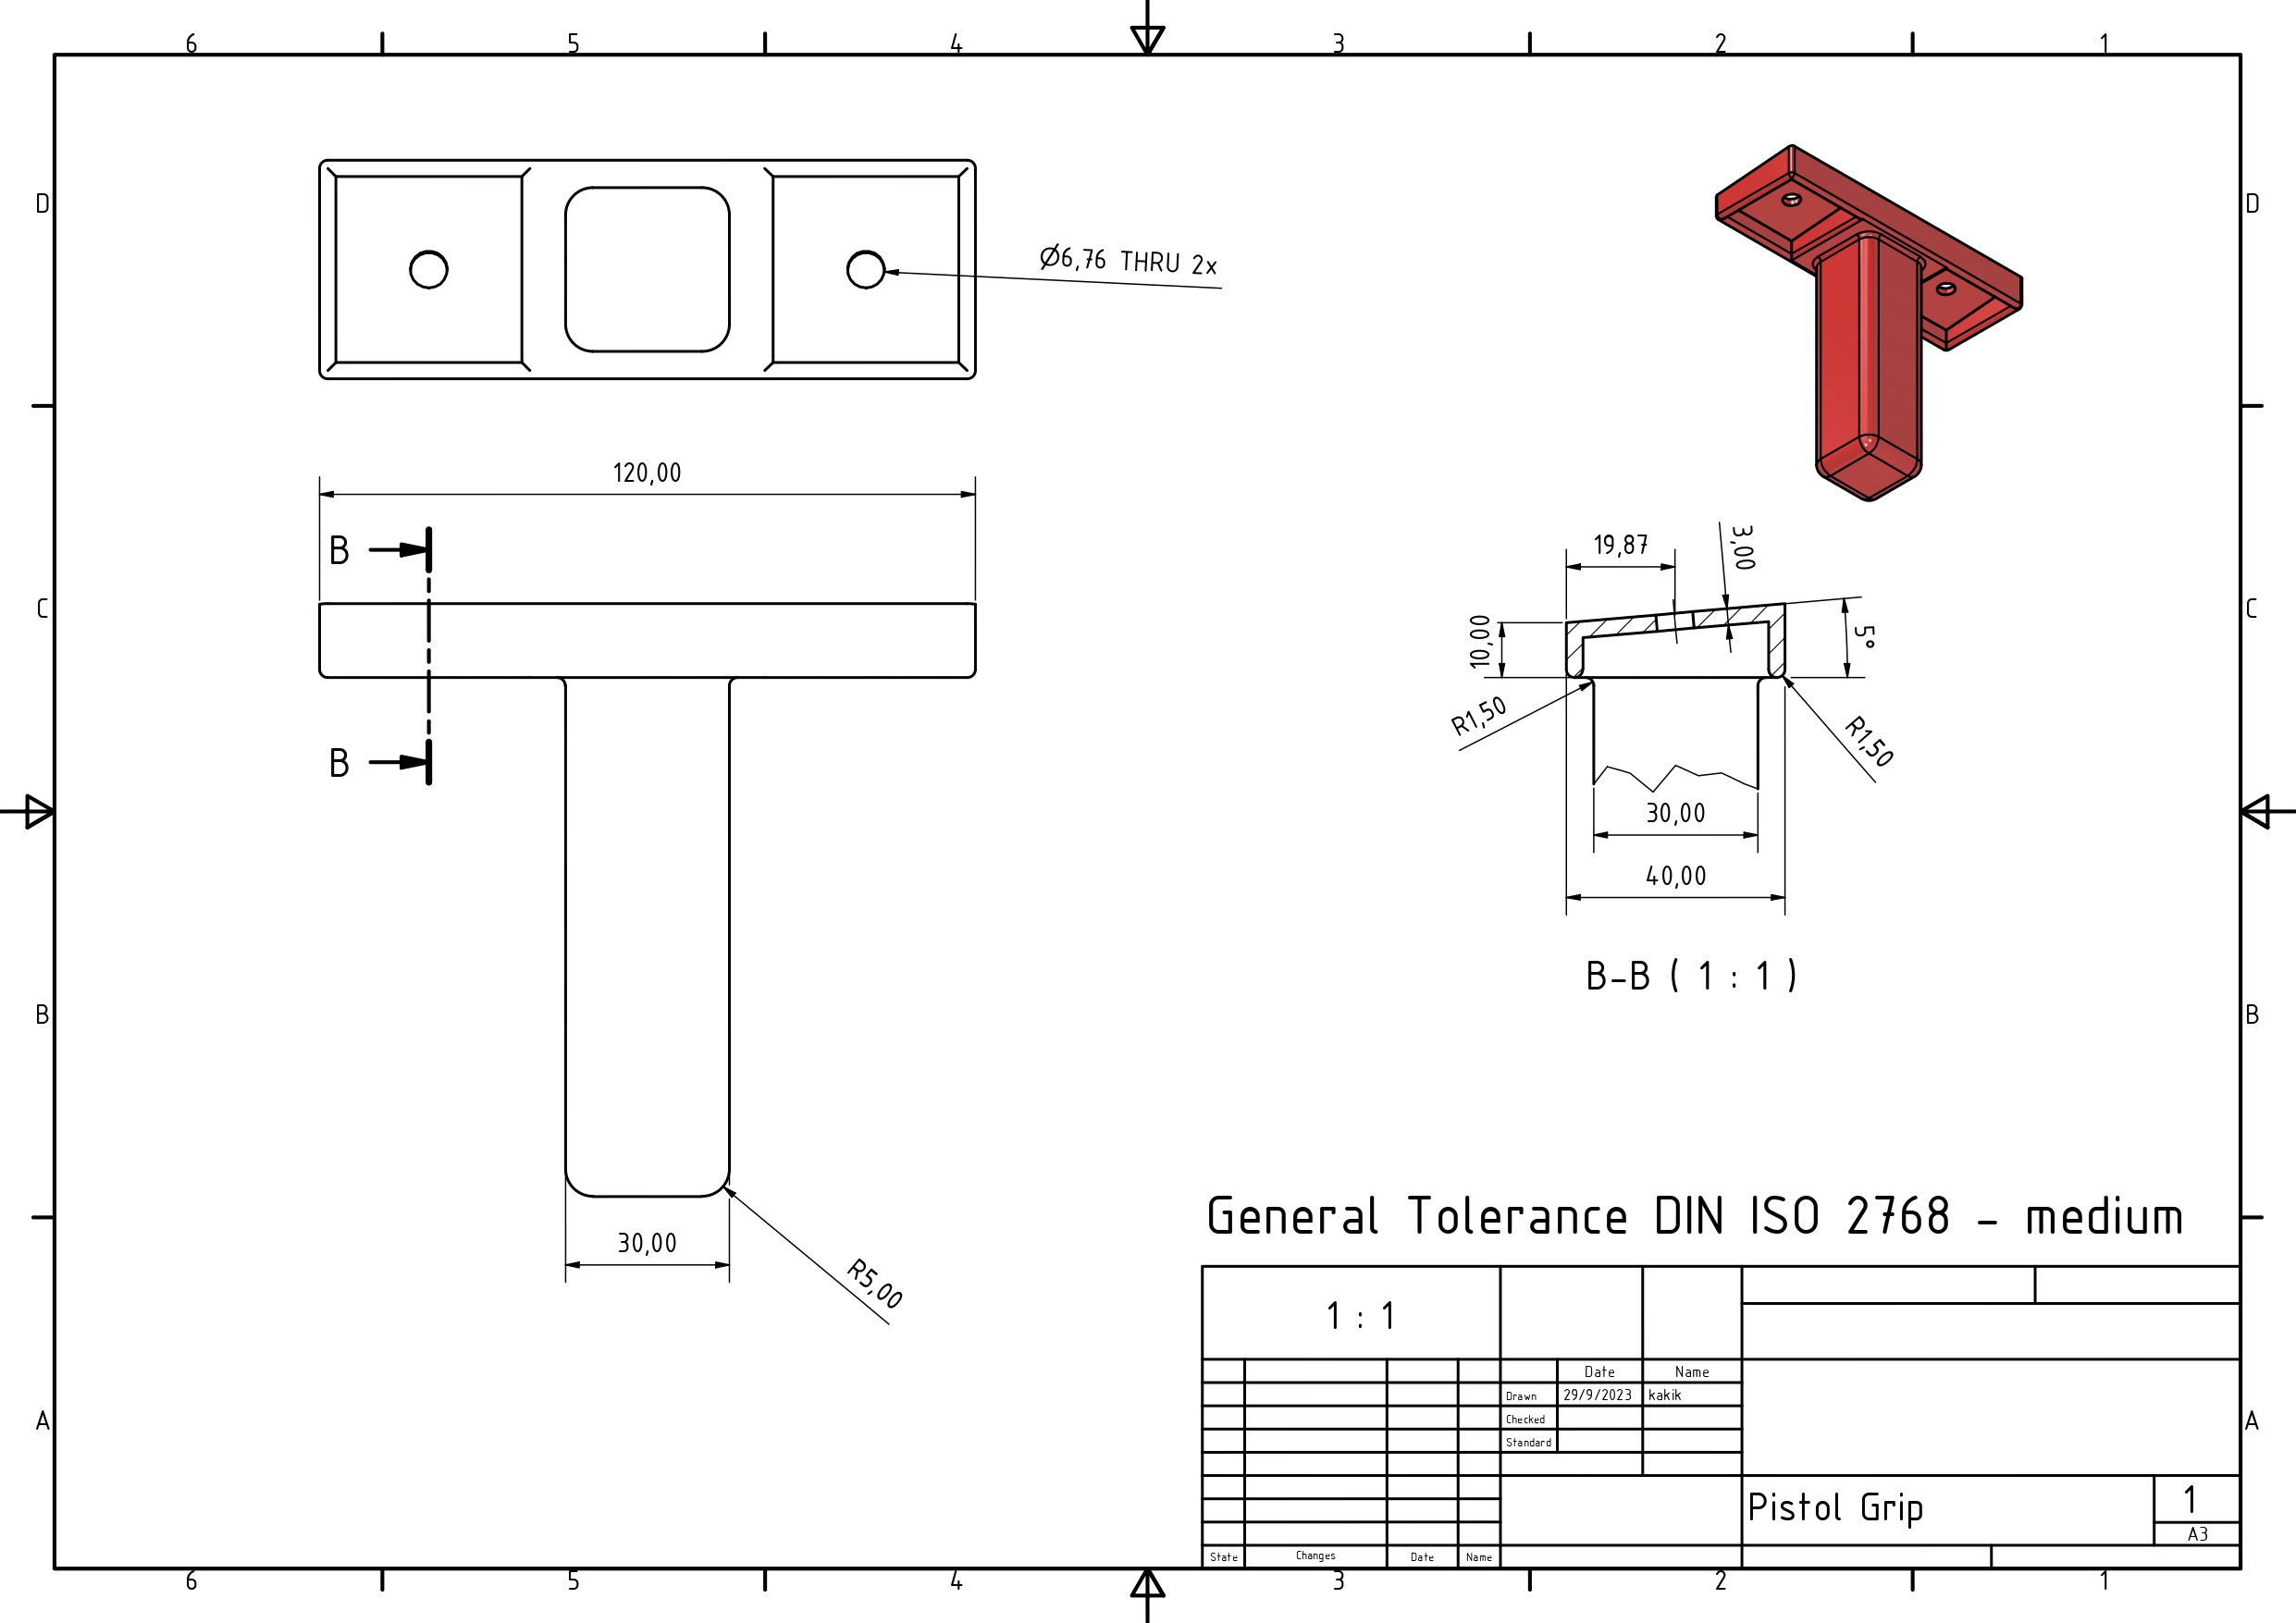 6 5 4 3 2 1
D D
Ø6,76 THRU 2x
120,00
B
19,87
3,00
C C
10,00
5°
R1,50
R1,50
B
30,00
40,00
B-B ( 1 : 1 )
B B
30,00
R5,00
General Tolerance DIN ISO 2768 - medium
1 : 1
Date Name
Drawn 29/9/2023 kakik
Checked
Standard
A A
Pistol Grip
1
A3
State Changes Date Name
6 5 4 3 2 1